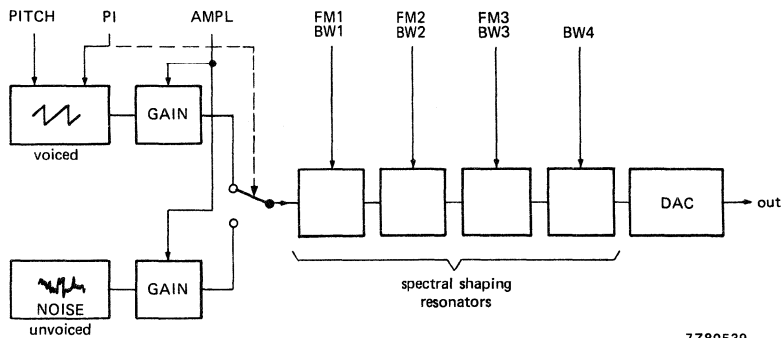 PITCH PI AMPL FM1 FM2 FM3
BW1 BW2 BW3 BW4
GAIN
voiced
DAC
out
GAIN
NOISE
unvoiced
spectral shaping
resonators
7Z80539